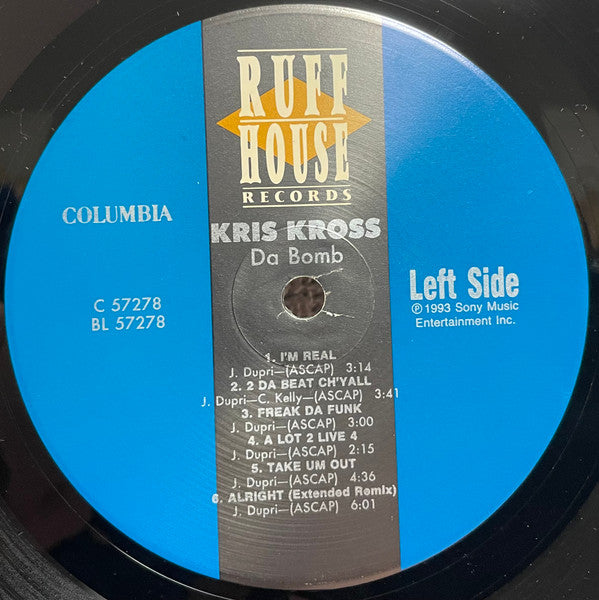 RUFF
HOUSE
RECORDS
COLUMBIA
KRIS KROSS
Da Bomb
C 57278
BL 57278
Left Side
℗ 1993 Sony Music
Entertainment Inc.
1. I'M REAL
J. Dupri—(ASCAP) 3:14
2. 2 DA BEAT CH'YALL
J. Dupri—C. Kelly—(ASCAP) 3:41
3. FREAK DA FUNK
J. Dupri—(ASCAP) 3:00
4. A LOT 2 LIVE 4
J. Dupri—(ASCAP) 2:15
5. TAKE UM OUT
J. Dupri—(ASCAP) 4:36
6. ALRIGHT (Extended Remix)
J. Dupri—(ASCAP) 6:01